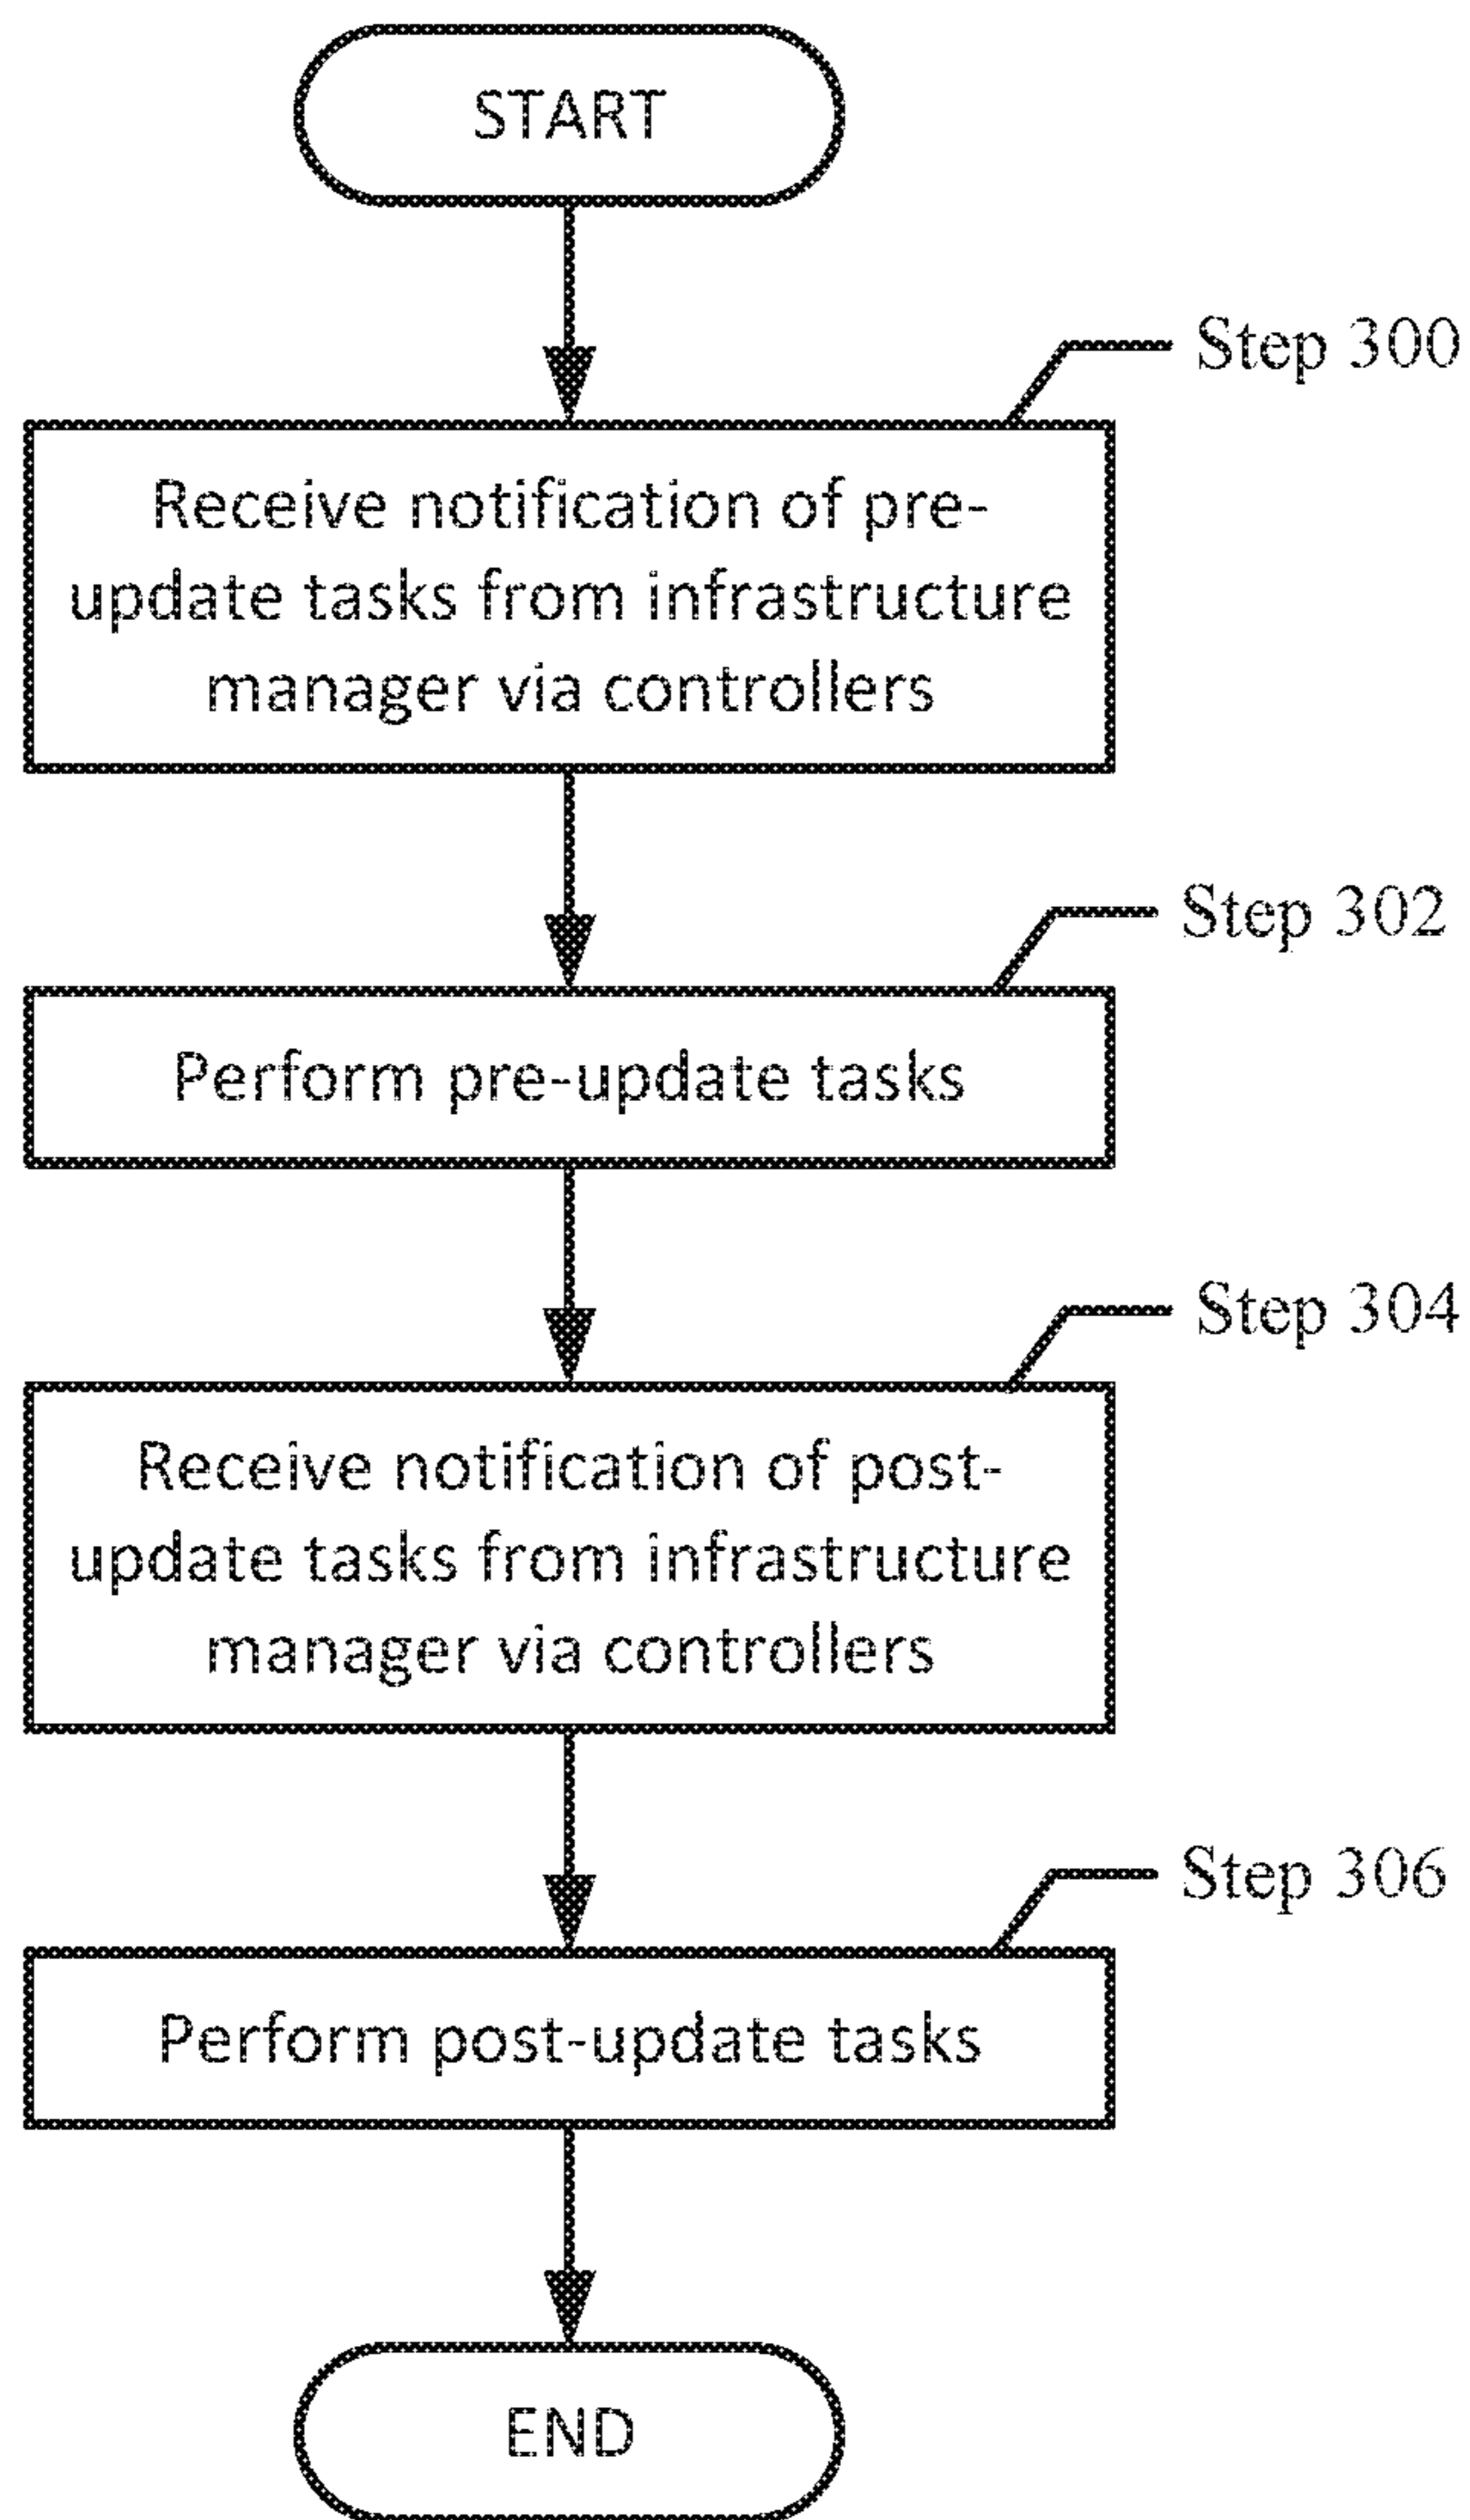 START
Step 300
Receive notification of pre-
update tasks from infrastructure
manager via controllers
Step 302
Perform pre-update tasks
Step 304
Receive notification of post-
update tasks from infrastructure
manager via controllers
Step 306
Perform post-update tasks
END